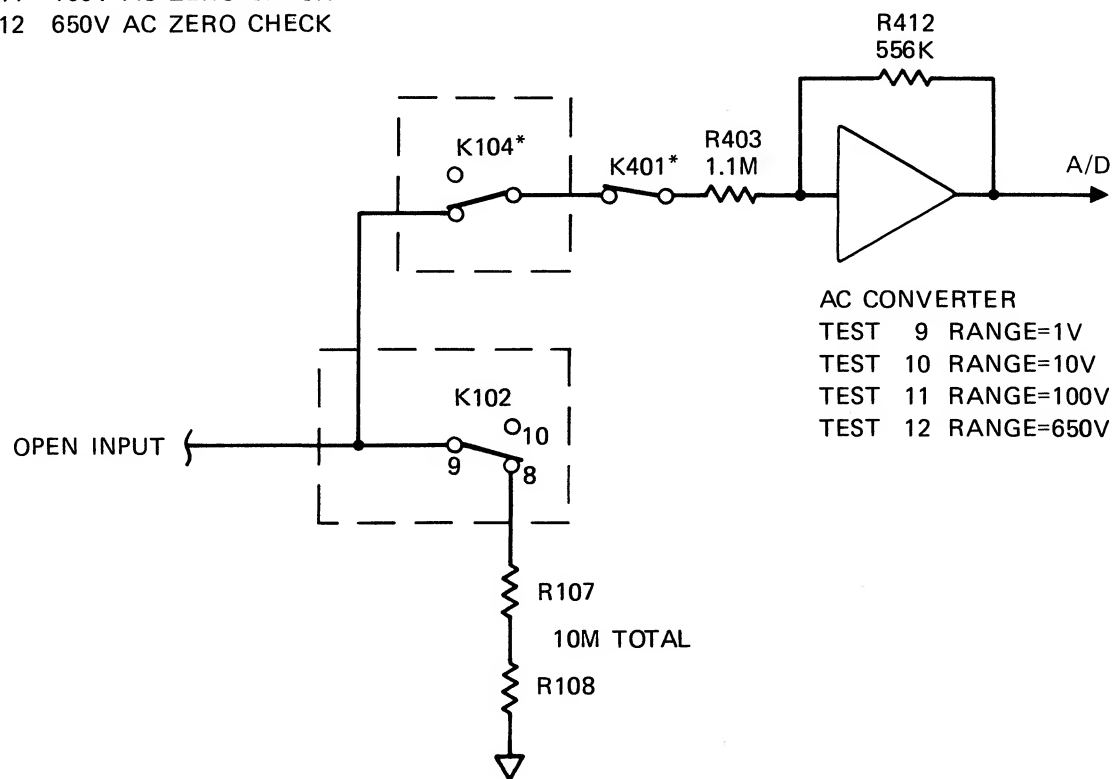 12 650V AC ZERO CHECK
R412
556K
K104*
K401*
R403
1.1M
A/D
AC CONVERTER
TEST 9 RANGE=1V
TEST 10 RANGE=10V
TEST 11 RANGE=100V
TEST 12 RANGE=650V
K102
10
OPEN INPUT
9
8
R107
10M TOTAL
R108